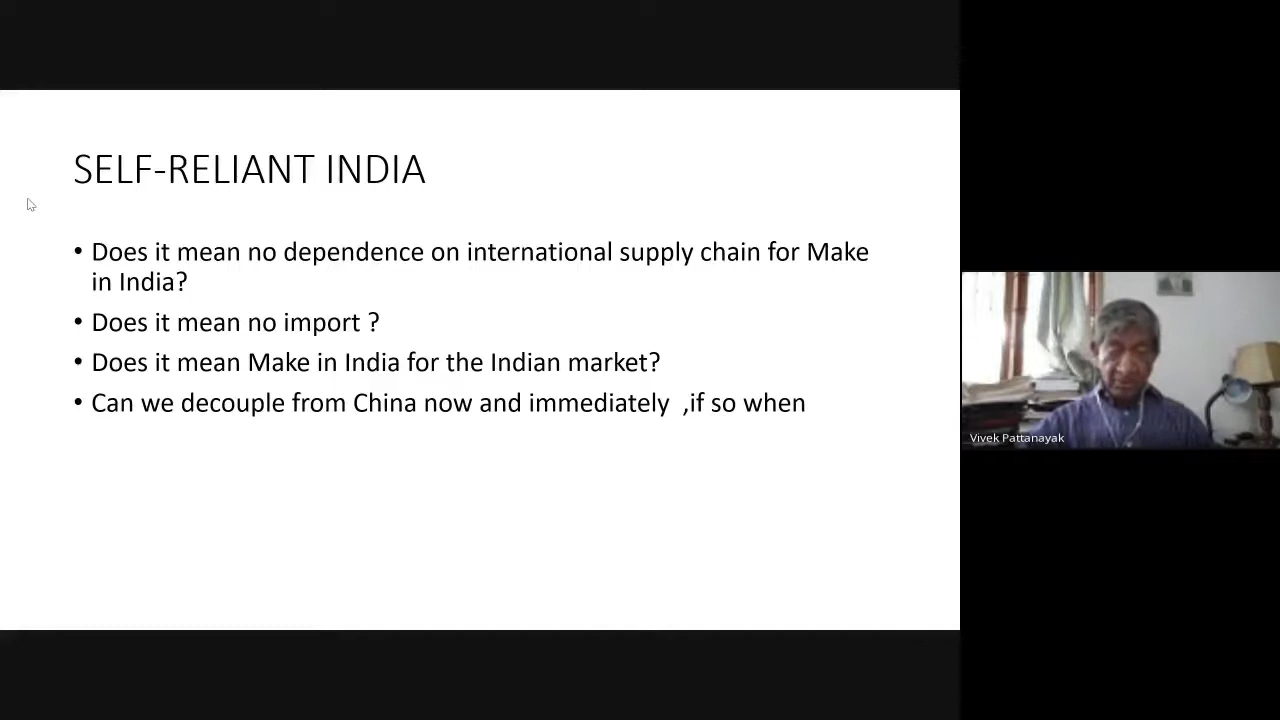 SELF-RELIANT INDIA
• Does it mean no dependence on international supply chain for Make
in India?
• Does it mean no import ?
• Does it mean Make in India for the Indian market?
• Can we decouple from China now and immediately ,if so when
Vivek Pattanayak